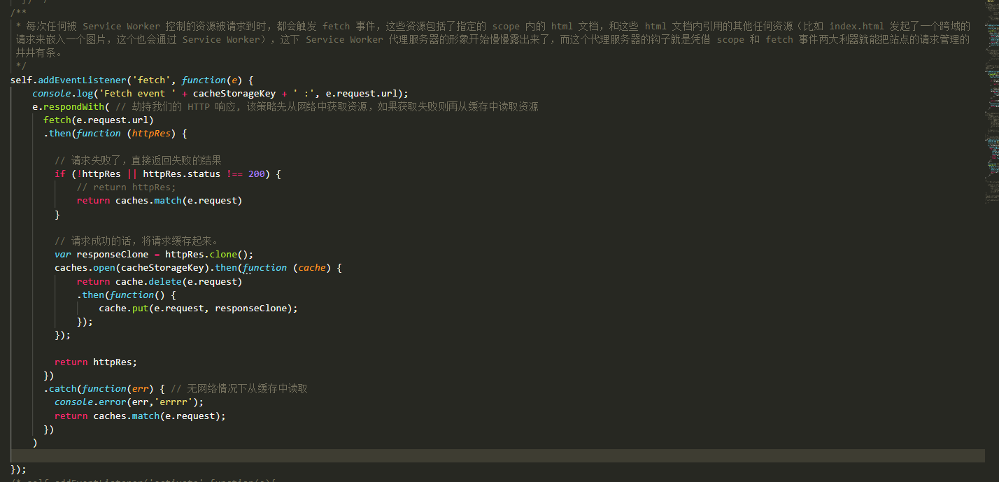 /**
 * 每次任何被 Service Worker 控制的资源被请求到时，都会触发 fetch 事件，这些资源包括了指定的 scope 内的 html 文档，和这些 html 文档内引用的其他任何资源（比如 index.html 发起了一个跨域的
请求来嵌入一个图片，这个也会通过 Service Worker），这下 Service Worker 代理服务器的形象开始慢慢露出来了，而这个代理服务器的钩子就是凭借 scope 和 fetch 事件两大利器就能把站点的请求管理的
井井有条。
 */
self.addEventListener('fetch', function(e) {
    console.log('Fetch event ' + cacheStorageKey + ' :', e.request.url);
    e.respondWith( // 劫持我们的 HTTP 响应, 该策略先从网络中获取资源，如果获取失败则再从缓存中读取资源
      fetch(e.request.url)
      .then(function (httpRes) {
        // 请求失败了，直接返回失败的结果
        if (!httpRes || httpRes.status !== 200) {
            // return httpRes;
            return caches.match(e.request)
        }
        // 请求成功的话，将请求缓存起来。
        var responseClone = httpRes.clone();
        caches.open(cacheStorageKey).then(function (cache) {
            return cache.delete(e.request)
            .then(function() {
                cache.put(e.request, responseClone);
            });
        });
        return httpRes;
      })
      .catch(function(err) { // 无网络情况下从缓存中读取
        console.error(err,'errrr');
        return caches.match(e.request);
      })
    )
});
/* self.addEventListener('activate',function(e){